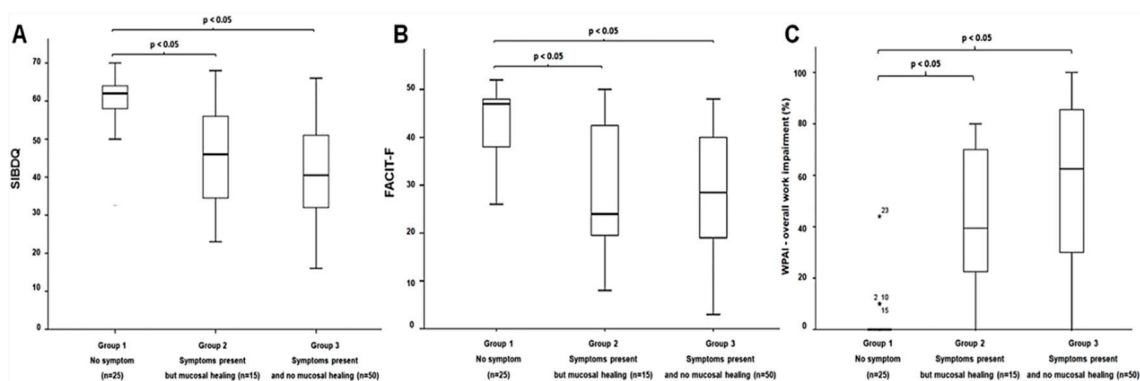 A
p < 0.05
p < 0.05
SIBDQ
70
60
50
40
30
20
10
0
Group 1
No symptom
(n=25)
Group 2
Symptoms present
but mucosal healing (n=15)
Group 3
Symptoms present
and no mucosal healing (n=50)
B
p < 0.05
p < 0.05
FACIT-F
60
50
40
30
20
10
0
Group 1
No symptom
(n=25)
Group 2
Symptoms present
but mucosal healing (n=15)
Group 3
Symptoms present
and no mucosal healing (n=50)
C
p < 0.05
p < 0.05
WPAI - overall work impairment (%)
100
80
60
40
20
0
23
2 10
15
Group 1
No symptom
(n=25)
Group 2
Symptoms present
but mucosal healing (n=15)
Group 3
Symptoms present
and no mucosal healing (n=50)